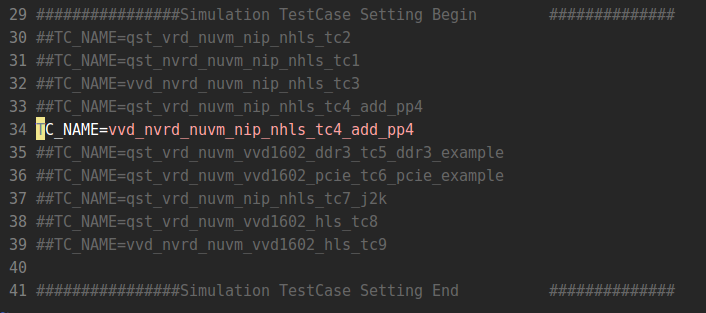 29 ################Simulation TestCase Setting Begin        ##############
30 ##TC_NAME=qst_vrd_nuvm_nip_nhls_tc2
31 ##TC_NAME=qst_nvrd_nuvm_nip_nhls_tc1
32 ##TC_NAME=vvd_nvrd_nuvm_nip_nhls_tc3
33 ##TC_NAME=qst_vrd_nuvm_nip_nhls_tc4_add_pp4
34 TC_NAME=vvd_nvrd_nuvm_nip_nhls_tc4_add_pp4
35 ##TC_NAME=qst_vrd_nuvm_vvd1602_ddr3_tc5_ddr3_example
36 ##TC_NAME=qst_vrd_nuvm_vvd1602_pcie_tc6_pcie_example
37 ##TC_NAME=qst_vrd_nuvm_nip_nhls_tc7_j2k
38 ##TC_NAME=qst_vrd_nuvm_vvd1602_hls_tc8
39 ##TC_NAME=vvd_nvrd_nuvm_vvd1602_hls_tc9
40
41 ################Simulation TestCase Setting End          ##############